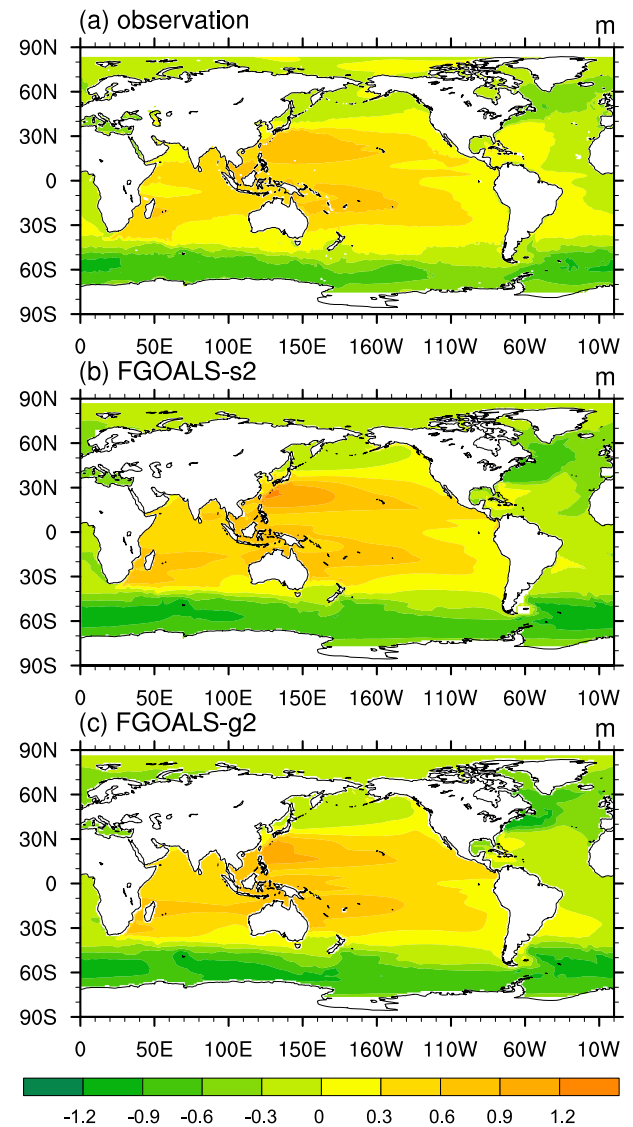 (a) observation m
90N
60N
30N
0
30S
60S
90S
0 50E 100E 150E 160W 110W 60W 10W
(b) FGOALS-s2 m
90N
60N
30N
0
30S
60S
90S
0 50E 100E 150E 160W 110W 60W 10W
(c) FGOALS-g2 m
90N
60N
30N
0
30S
60S
90S
0 50E 100E 150E 160W 110W 60W 10W
-1.2 -0.9 -0.6 -0.3 0 0.3 0.6 0.9 1.2